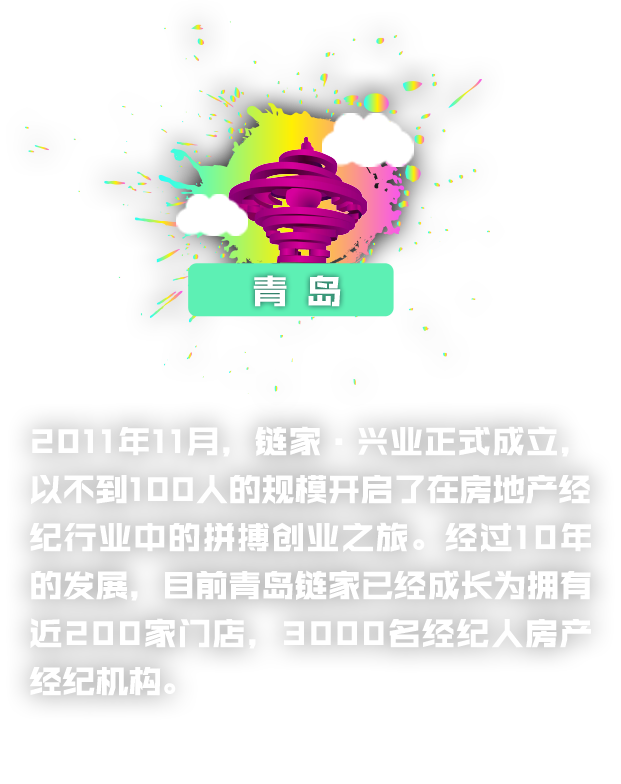 青岛
2011年11月，链家·兴业正式成立，
以不到100人的规模开启了在房地产经
纪行业中的拼搏创业之旅。经过10年
的发展，目前青岛链家已经成长为拥有
近200家门店，3000名经纪人房产
经纪机构。